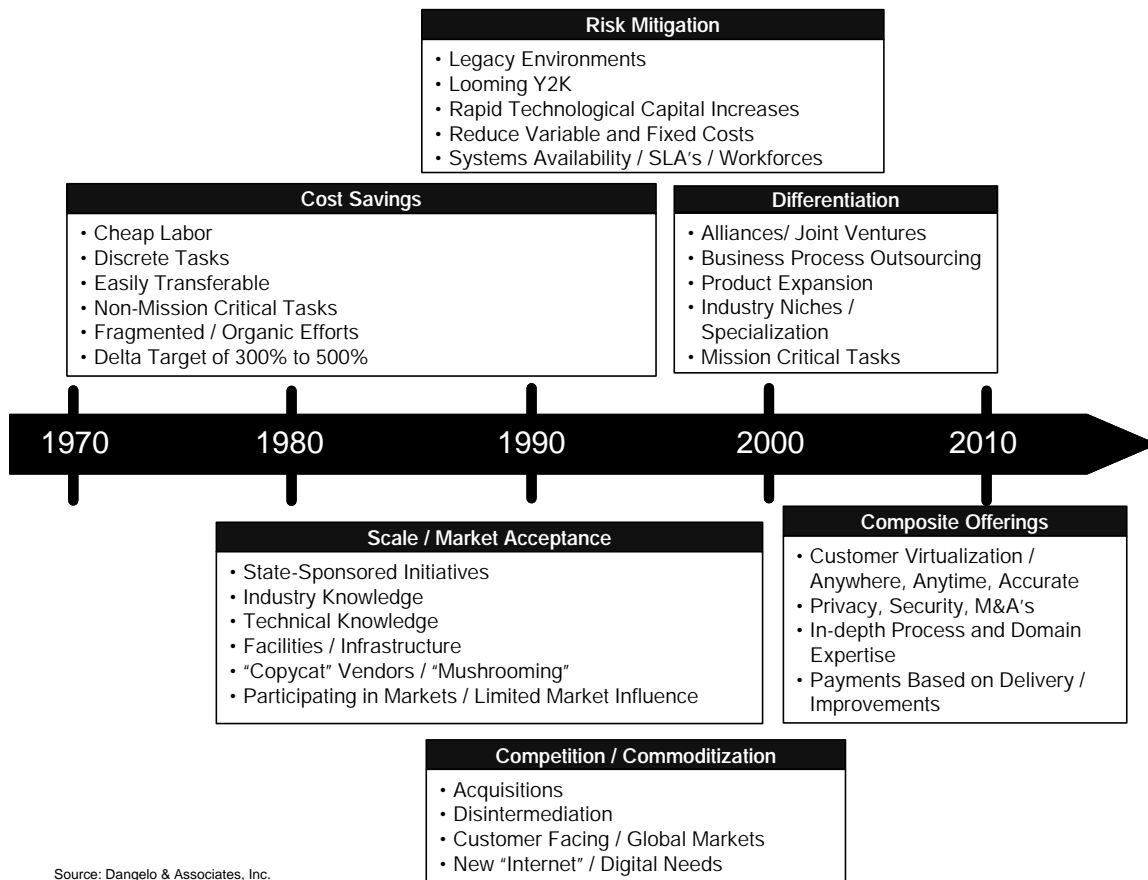 Risk Mitigation
• Legacy Environments
• Looming Y2K
• Rapid Technological Capital Increases
• Reduce Variable and Fixed Costs
• Systems Availability / SLA's / Workforces
Cost Savings
• Cheap Labor
• Discrete Tasks
• Easily Transferable
• Non-Mission Critical Tasks
• Fragmented / Organic Efforts
• Delta Target of 300% to 500%
Differentiation
• Alliances/ Joint Ventures
• Business Process Outsourcing
• Product Expansion
• Industry Niches /
Specialization
• Mission Critical Tasks
1970 1980 1990 2000 2010
Scale / Market Acceptance
• State-Sponsored Initiatives
• Industry Knowledge
• Technical Knowledge
• Facilities / Infrastructure
• “Copycat” Vendors / “Mushrooming”
• Participating in Markets / Limited Market Influence
Composite Offerings
• Customer Virtualization /
Anywhere, Anytime, Accurate
• Privacy, Security, M&A's
• In-depth Process and Domain
Expertise
• Payments Based on Delivery /
Improvements
Competition / Commoditization
• Acquisitions
• Disintermediation
• Customer Facing / Global Markets
• New “Internet” / Digital Needs
Source: Dangelo & Associates, Inc.